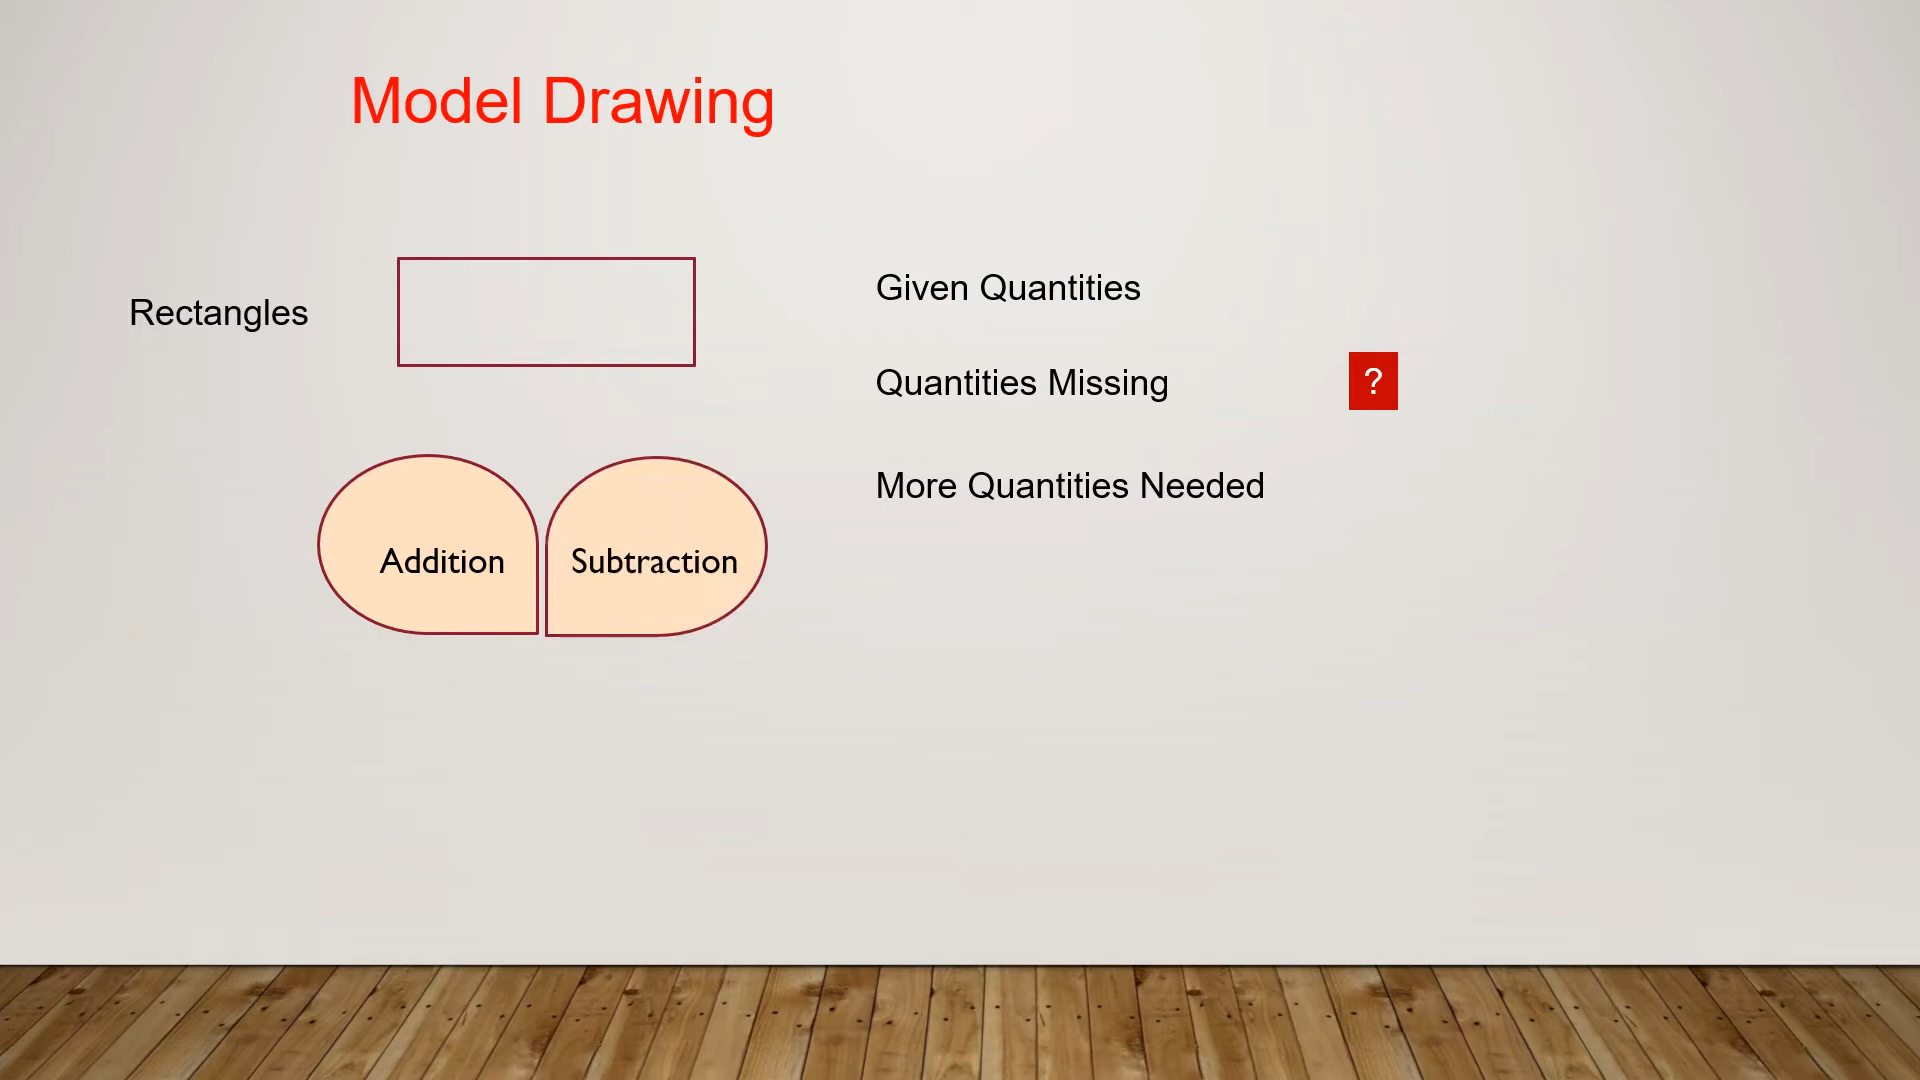 Model Drawing
Rectangles
Given Quantities
Quantities Missing ?
More Quantities Needed
Addition Subtraction